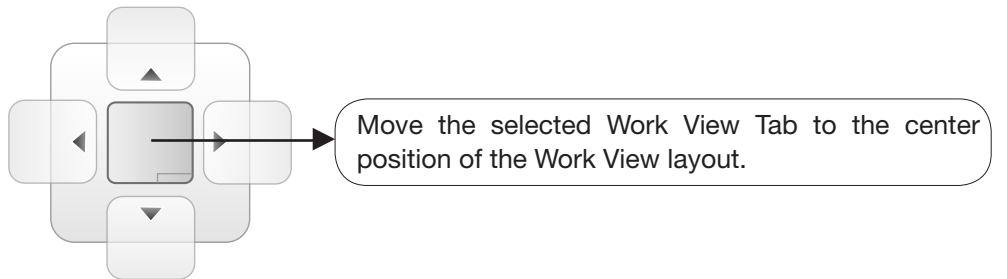 Move the selected Work View Tab to the center
position of the Work View layout.